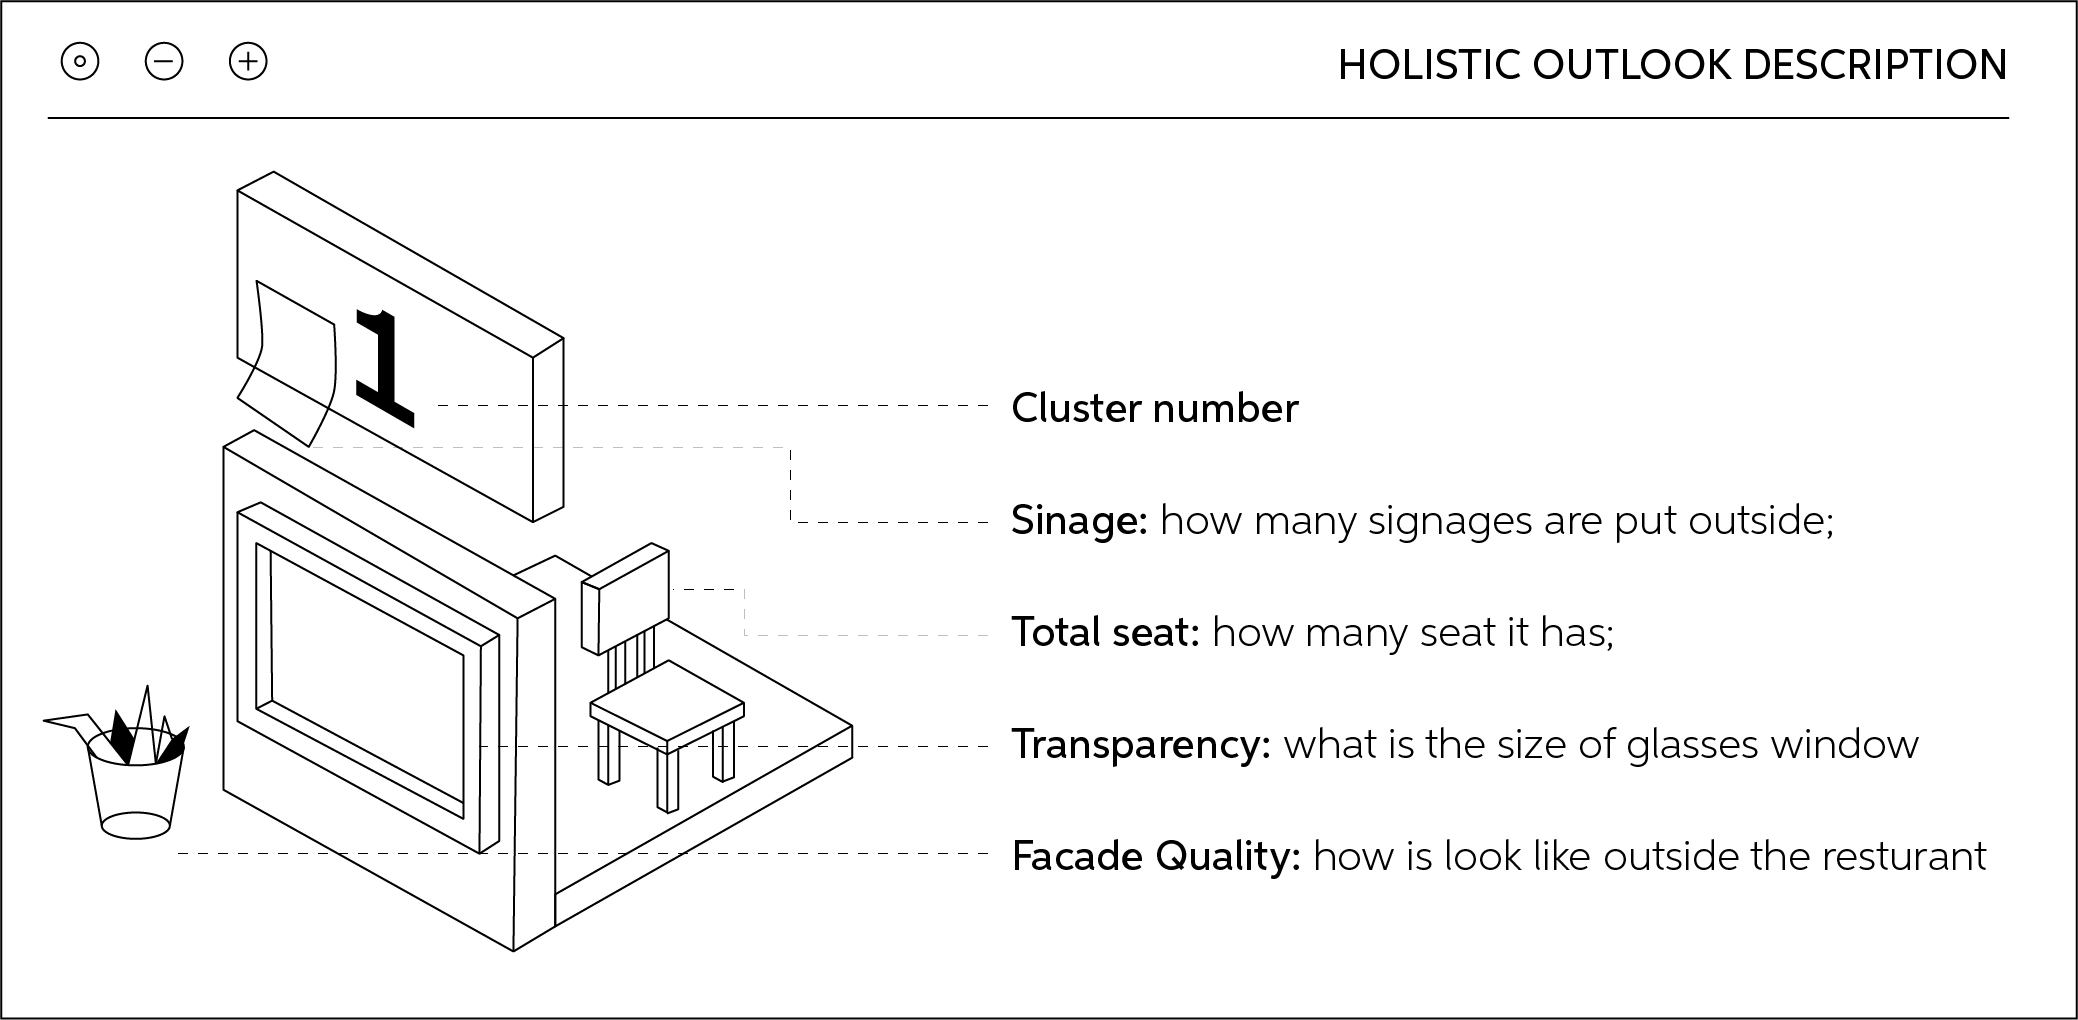 HOLISTIC OUTLOOK DESCRIPTION
1
Cluster number
Sinage: how many signages are put outside;
Total seat: how many seat it has;
Transparency: what is the size of glasses window
Facade Quality: how is look like outside the resturant